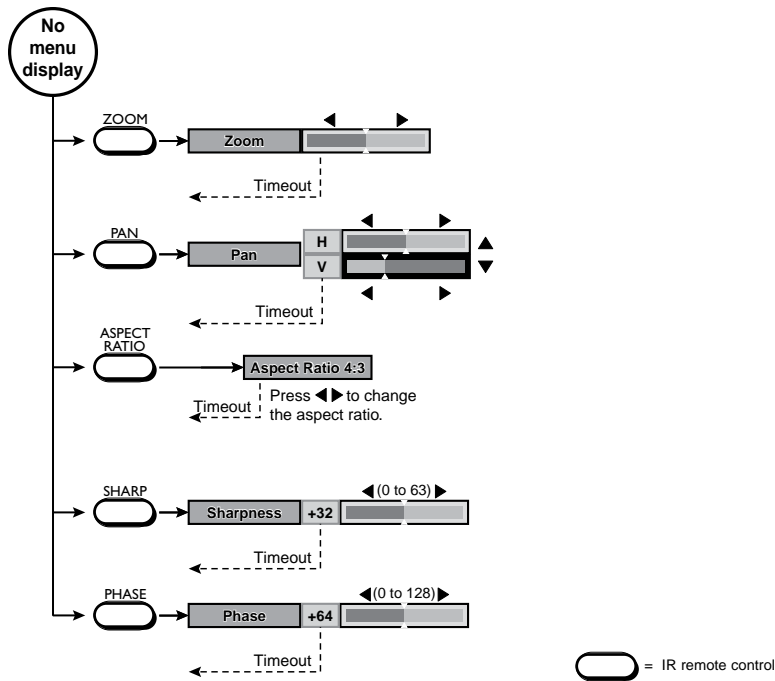 No
menu
display
ZOOM
Zoom
Timeout
PAN
Pan
H
V
Timeout
ASPECT
RATIO
Aspect Ratio 4:3
Timeout
Press ◀ ▶ to change
the aspect ratio.
SHARP
Sharpness
+32
(0 to 63)
Timeout
PHASE
Phase
+64
(0 to 128)
Timeout
= IR remote control